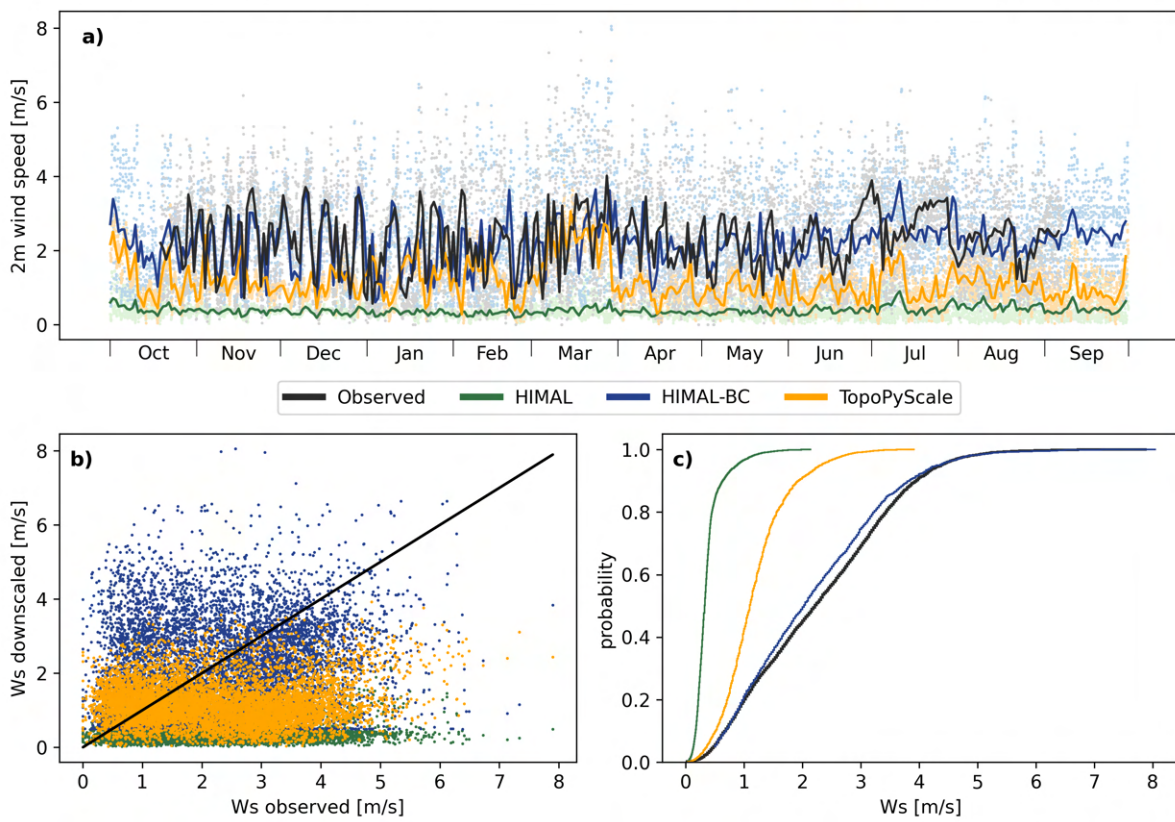 a)
2m wind speed [m/s]
8
6
4
2
0
Oct Nov Dec Jan Feb Mar Apr May Jun Jul Aug Sep
Observed HIMAL HIMAL-BC TopoPyScale
b)
Ws downscaled [m/s]
8
6
4
2
0
0 1 2 3 4 5 6 7 8
Ws observed [m/s]
c)
probability
1.0
0.8
0.6
0.4
0.2
0.0
0 1 2 3 4 5 6 7 8
Ws [m/s]